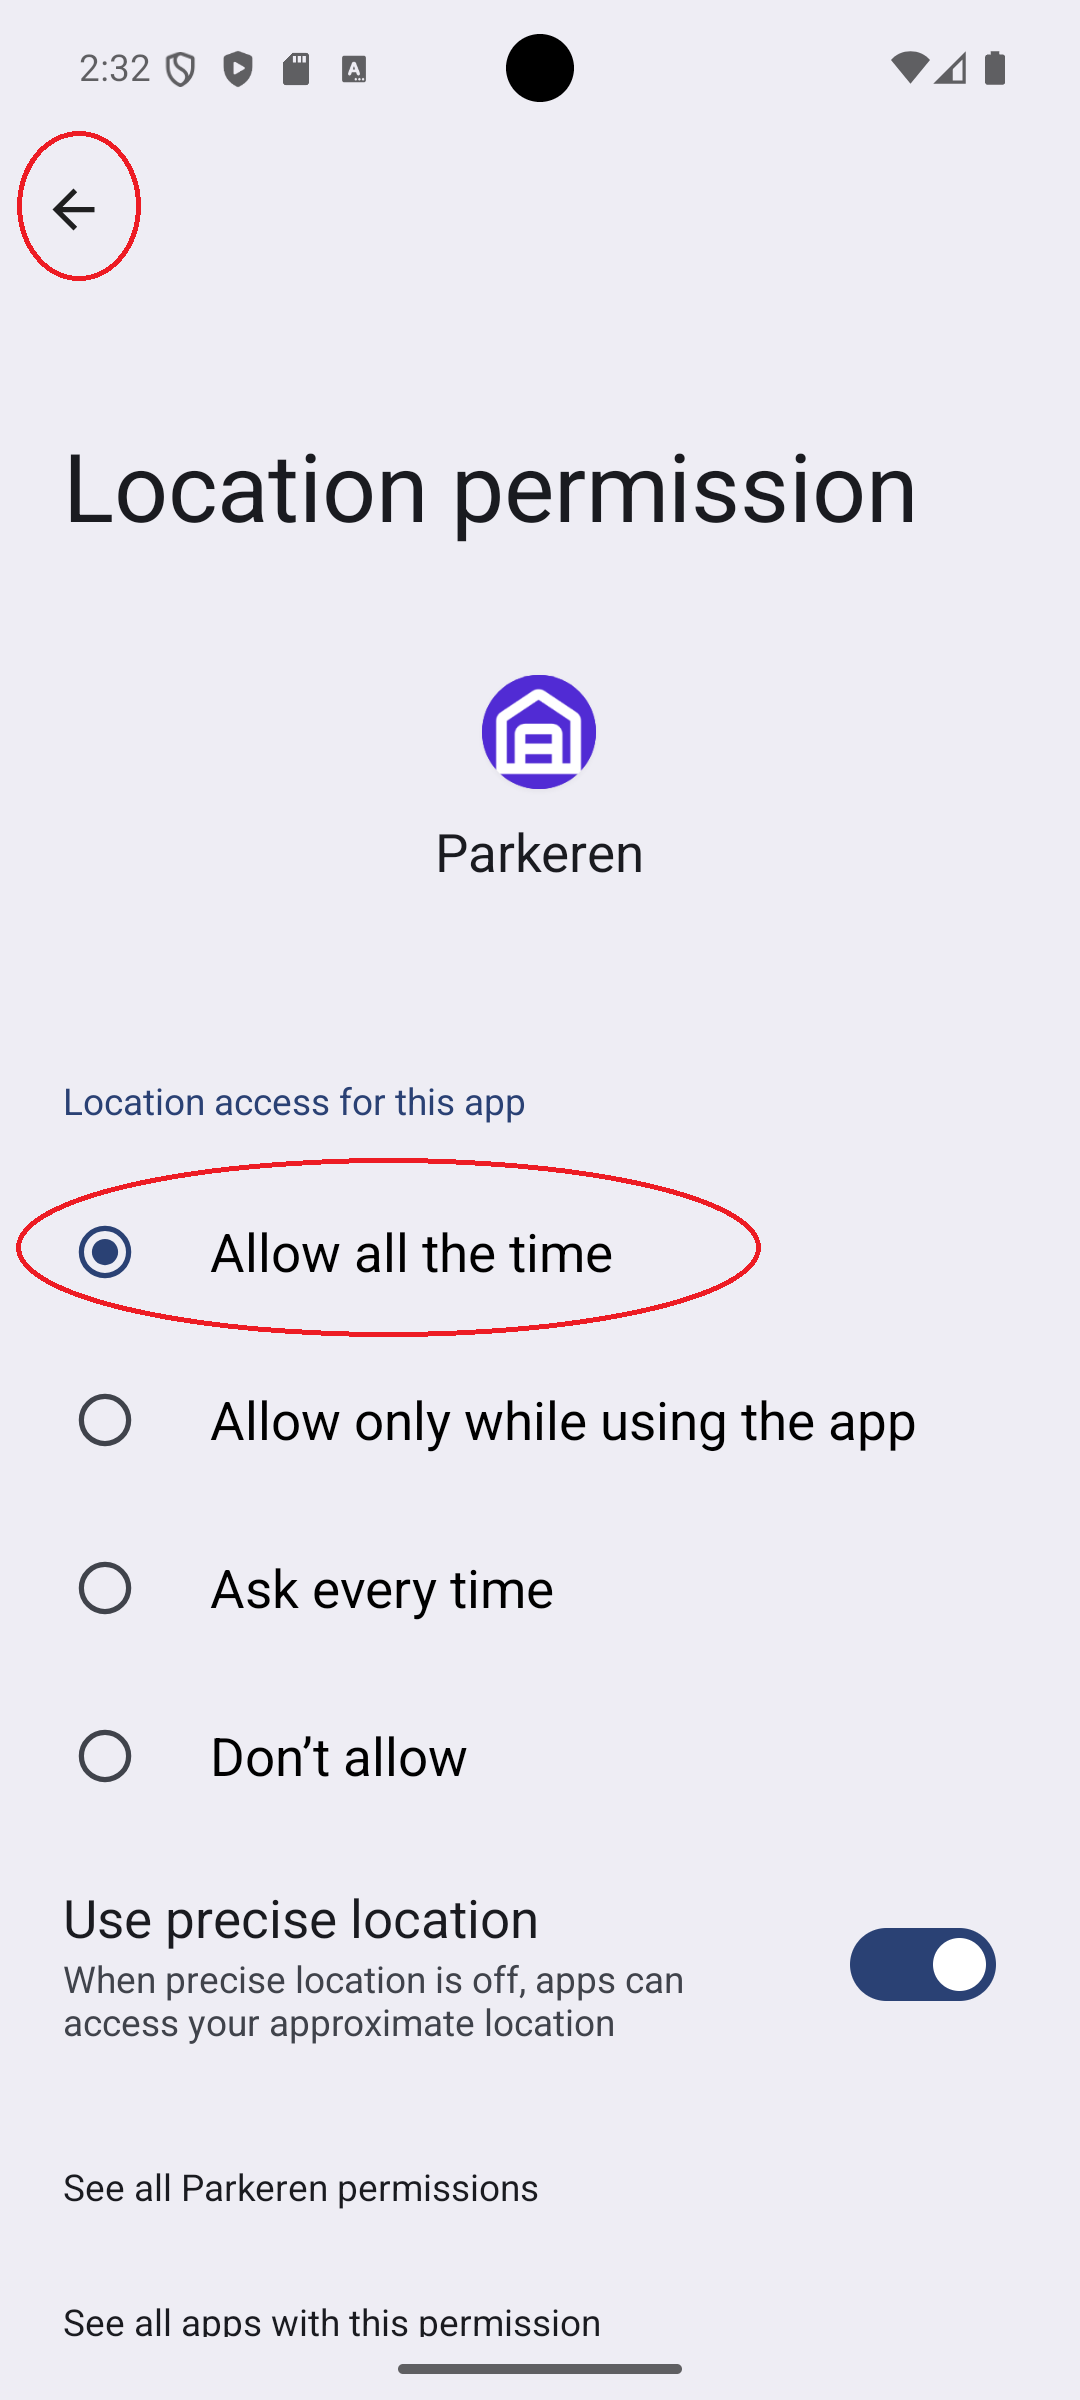 2:32
Location permission
Parkeren
Location access for this app
Allow all the time
Allow only while using the app
Ask every time
Don’t allow
Use precise location
When precise location is off, apps can
access your approximate location
See all Parkeren permissions
See all apps with this permission